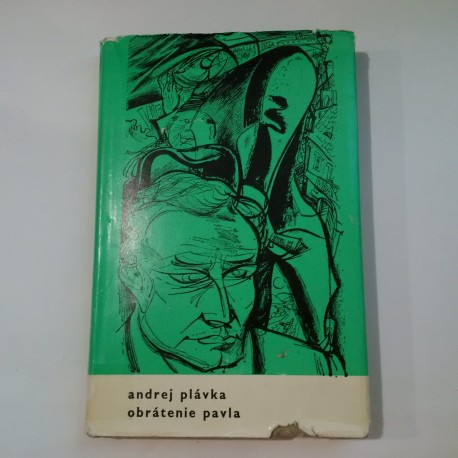 andrej plávka
obrátenie pavla